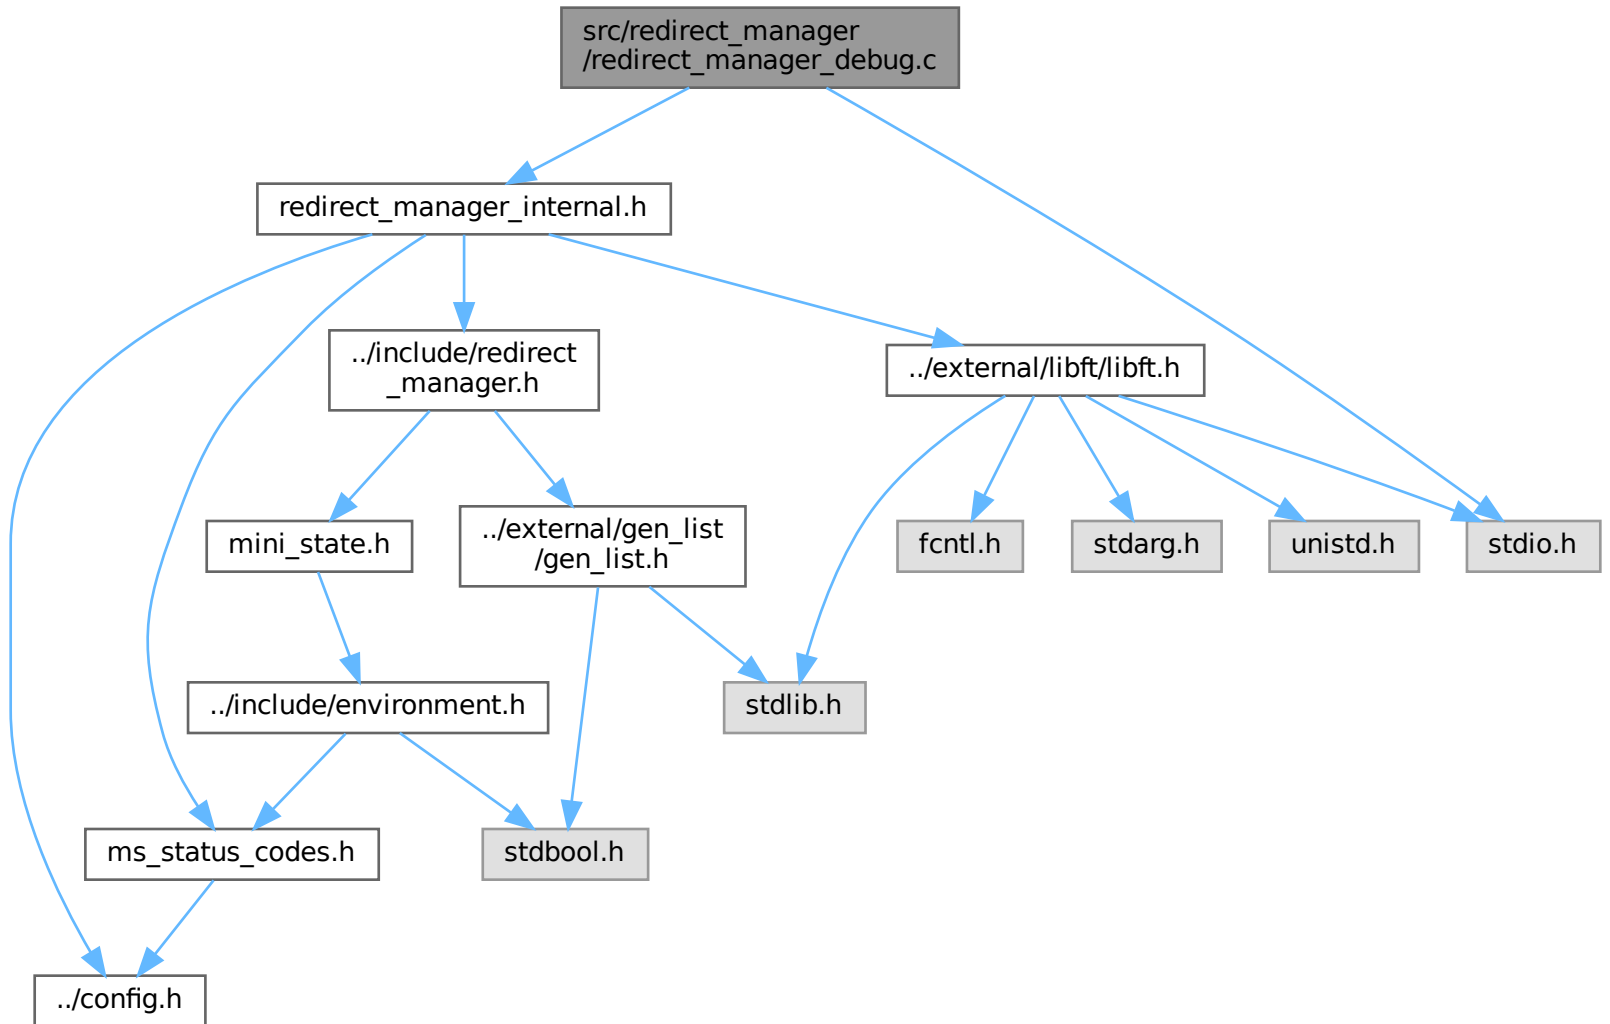 src/redirect_manager
/redirect_manager_debug.c
redirect_manager_internal.h
../include/redirect
_manager.h
../external/libft/libft.h
mini_state.h
../external/gen_list
/gen_list.h
fcntl.h
stdarg.h
unistd.h
stdio.h
../include/environment.h
stdlib.h
ms_status_codes.h
stdbool.h
../config.h